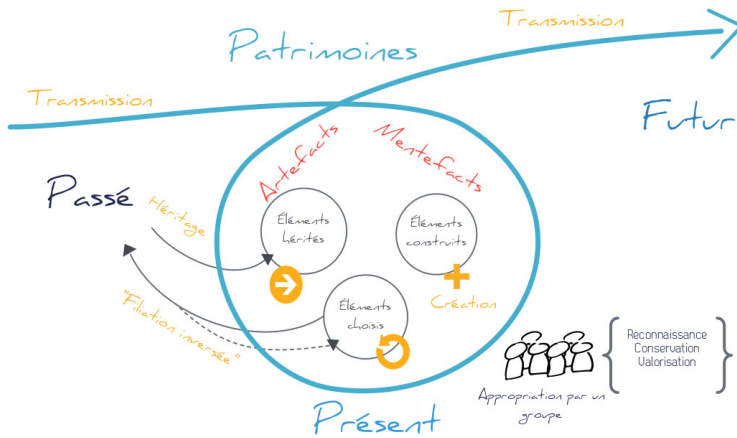 Transmission
Patrimoines
Transmission
Futur
Artefacts
Mentefacts
Passé
Héritage
Éléments
hérités
Éléments
construits
Création
Éléments
choisis
"Filiation inversée"
Reconnaissance
Conservation
Valorisation
Appropriation par un
groupe
Présent